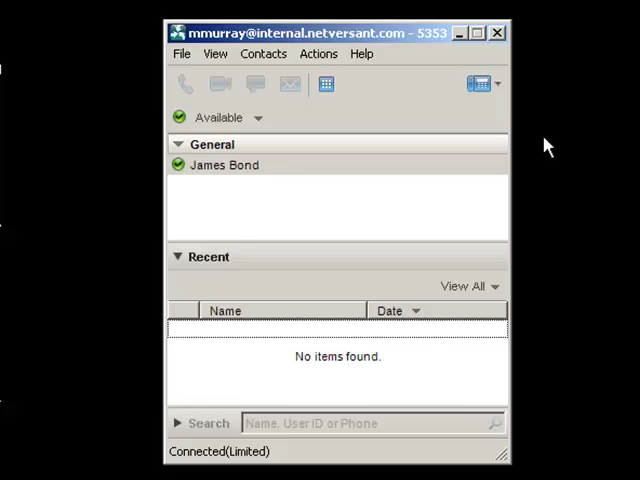 mmurray@internal.netversant.com - 5353
File View Contacts Actions Help
Available
General
James Bond
Recent
View All
Name Date
No items found.
Search Name, User ID or Phone
Connected(Limited)